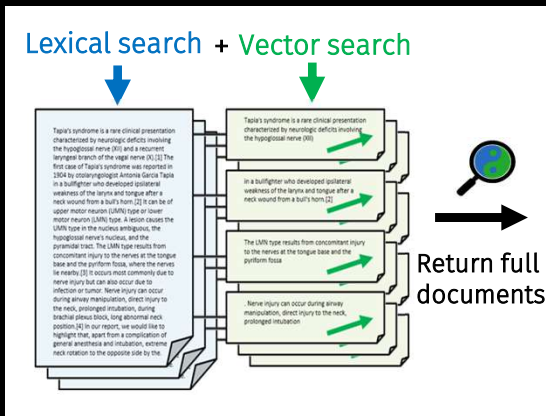 Lexical search + Vector search
Tapia's syndrome is a rare clinical presentation
characterized by neurologic deficits involving
the hypoglossal nerve (XII) and a recurrent
laryngeal branch of the vagal nerve (X).[1] The
first case of Tapia's syndrome was reported in
1904 by otolaryngologist Antonia Garcia Tapia
in a bullfighter who developed ipsilateral
weakness of the larynx and tongue after a
neck wound from a bull's horn.[2] It can be of
upper motor neuron (UMN) type or lower
motor neuron (LMN) type. A lesion causes the
UMN type in the nucleus ambiguus, the
hypoglossal nerve's nucleus, and the
pyramidal tract. The LMN type results from
concomitant injury to the nerves at the tongue
base and the pyriform fossa, where the nerves
lie nearby.[3] It occurs most commonly due to
nerve injury but can also occur due to
infection or tumor. Nerve injury can occur
during airway manipulation, direct injury to
the neck, prolonged intubation, during
brachial plexus block, long abnormal neck
position.[4] In our report, we would like to
highlight that, apart from a complication of
general anesthesia and intubation, extreme
neck rotation to the opposite side by the.
Tapia's syndrome is a rare clinical presentation
characterized by neurologic deficits involving
the hypoglossal nerve (XII)
in a bullfighter who developed ipsilateral
weakness of the larynx and tongue after a
neck wound from a bull's horn.[2]
The LMN type results from concomitant injury
to the nerves at the tongue base and the
pyriform fossa
. Nerve injury can occur during airway
manipulation, direct injury to the neck,
prolonged intubation
Return full
documents